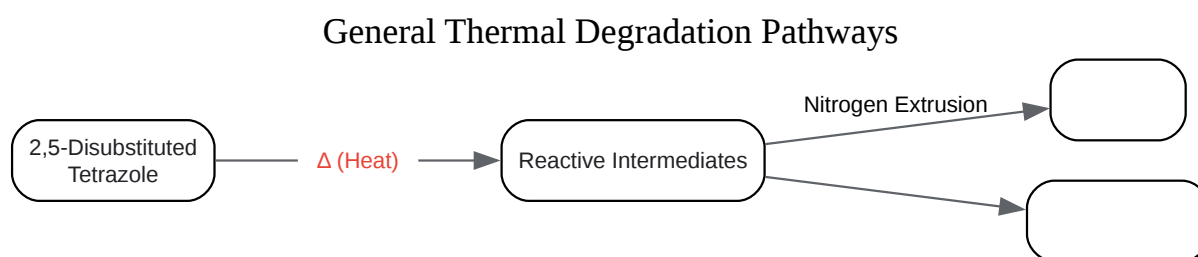 General Thermal Degradation Pathways
Nitrogen Extrusion
2,5-Disubstituted
Tetrazole
Δ (Heat)
Reactive Intermediates